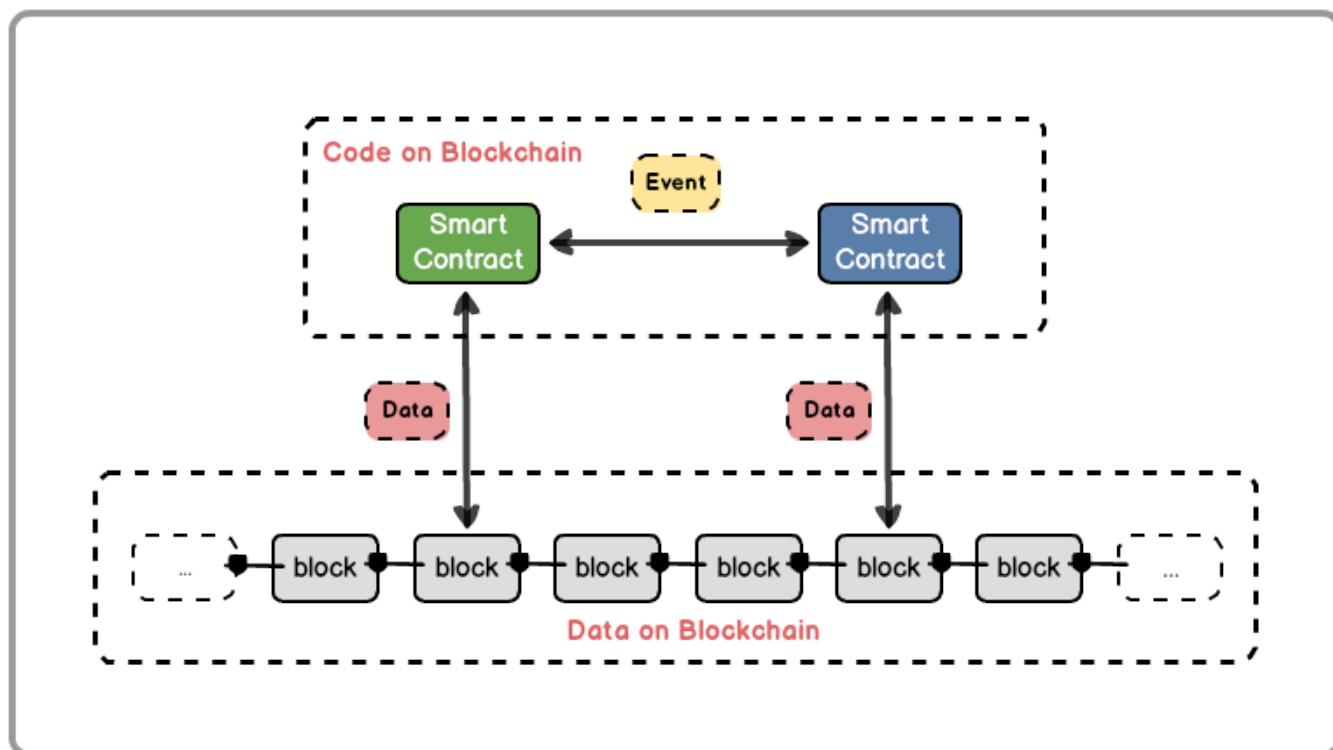 Code on Blockchain
Event
Smart
Contract
Smart
Contract
Data
Data
...
block
block
block
block
block
block
...
Data on Blockchain